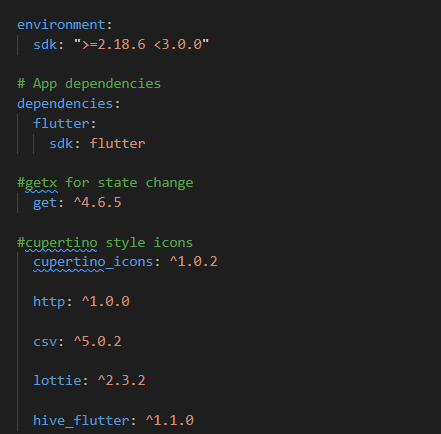 environment:
  sdk: ">=2.18.6 <3.0.0"
# App dependencies
dependencies:
  flutter:
    sdk: flutter
#getx for state change
  get: ^4.6.5
#cupertino style icons
  cupertino_icons: ^1.0.2
  http: ^1.0.0
  csv: ^5.0.2
  lottie: ^2.3.2
  hive_flutter: ^1.1.0